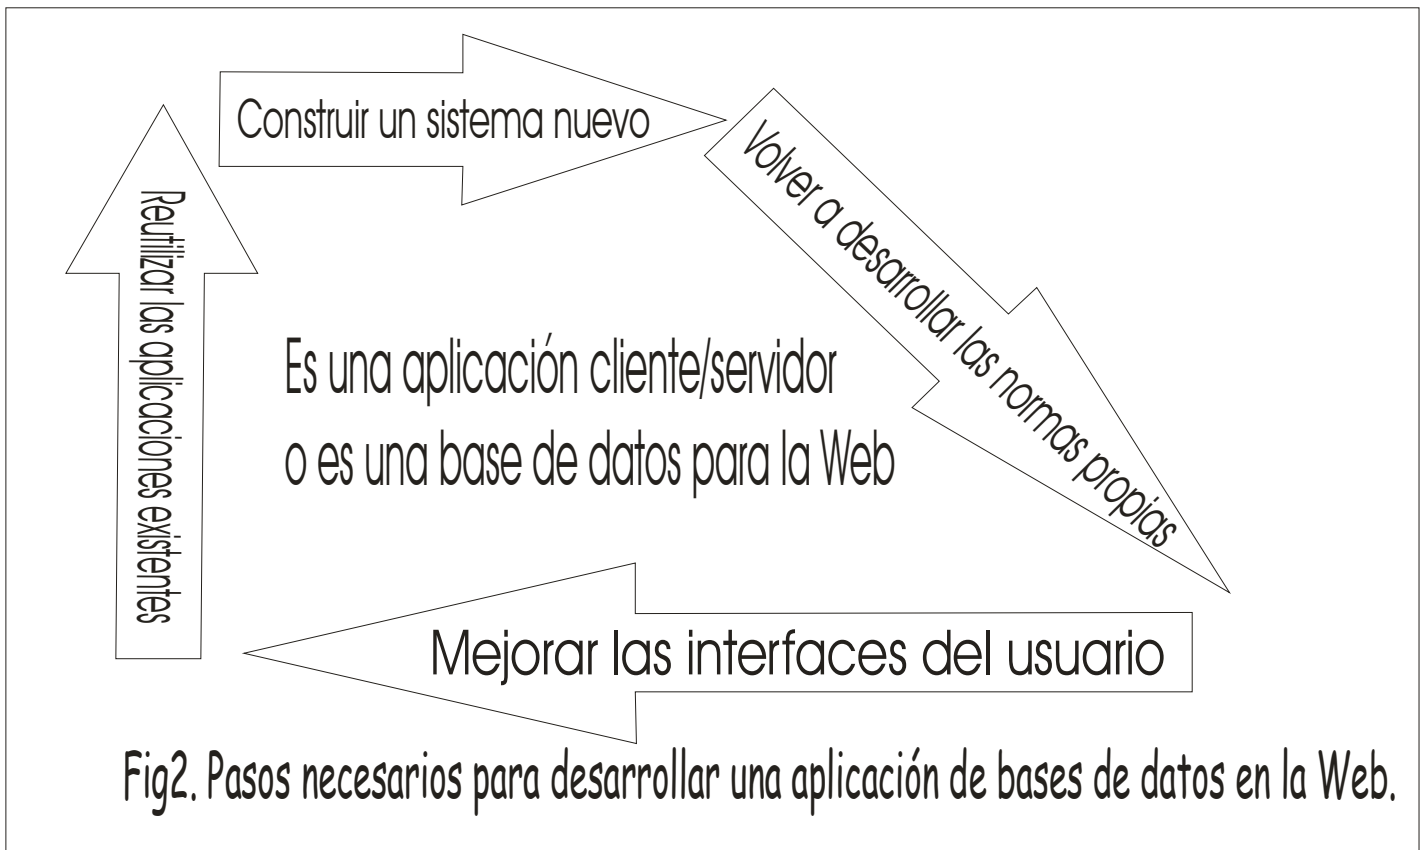 Construir un sistema nuevo
Volver a desarrollar las normas propias
Reutilizar las aplicaciones existentes
Es una aplicación cliente/servidor
o es una base de datos para la Web
Mejorar las interfaces del usuario
Fig2. Pasos necesarios para desarrollar una aplicación de bases de datos en la Web.